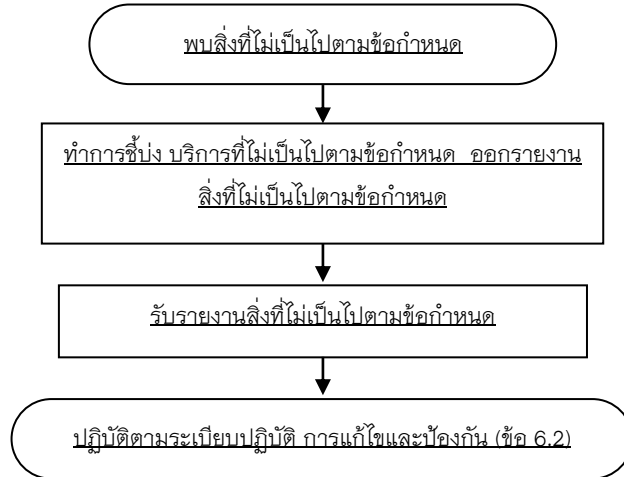 พบสิ่งที่ไม่เป็นไปตามข้อกำหนด
ทำการชี้บ่ง บริการที่ไม่เป็นไปตามข้อกำหนด ออกรายงาน
สิ่งที่ไม่เป็นไปตามข้อกำหนด
รับรายงานสิ่งที่ไม่เป็นไปตามข้อกำหนด
ปฏิบัติตามระเบียบปฏิบัติ การแก้ไขและป้องกัน (ข้อ 6.2)